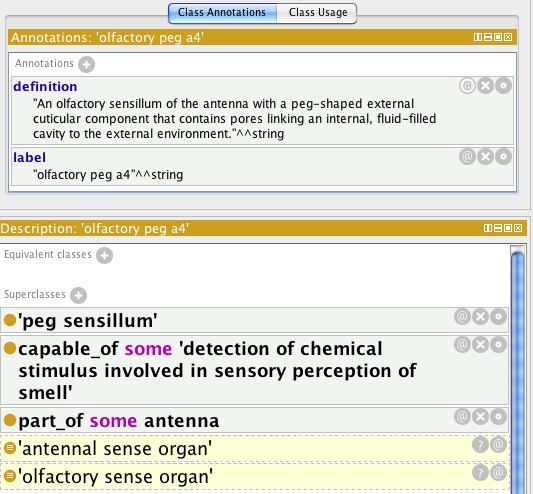 Class Annotations Class Usage
Annotations: 'olfactory peg a4'
Annotations
definition
"An olfactory sensillum of the antenna with a peg-shaped external
cuticular component that contains pores linking an internal, fluid-filled
cavity to the external environment."^^string
label
"olfactory peg a4"^^string
Description: 'olfactory peg a4'
Equivalent classes
Superclasses
'peg sensillum'
capable_of some 'detection of chemical
stimulus involved in sensory perception of
smell'
part_of some antenna
'antennal sense organ'
'olfactory sense organ'